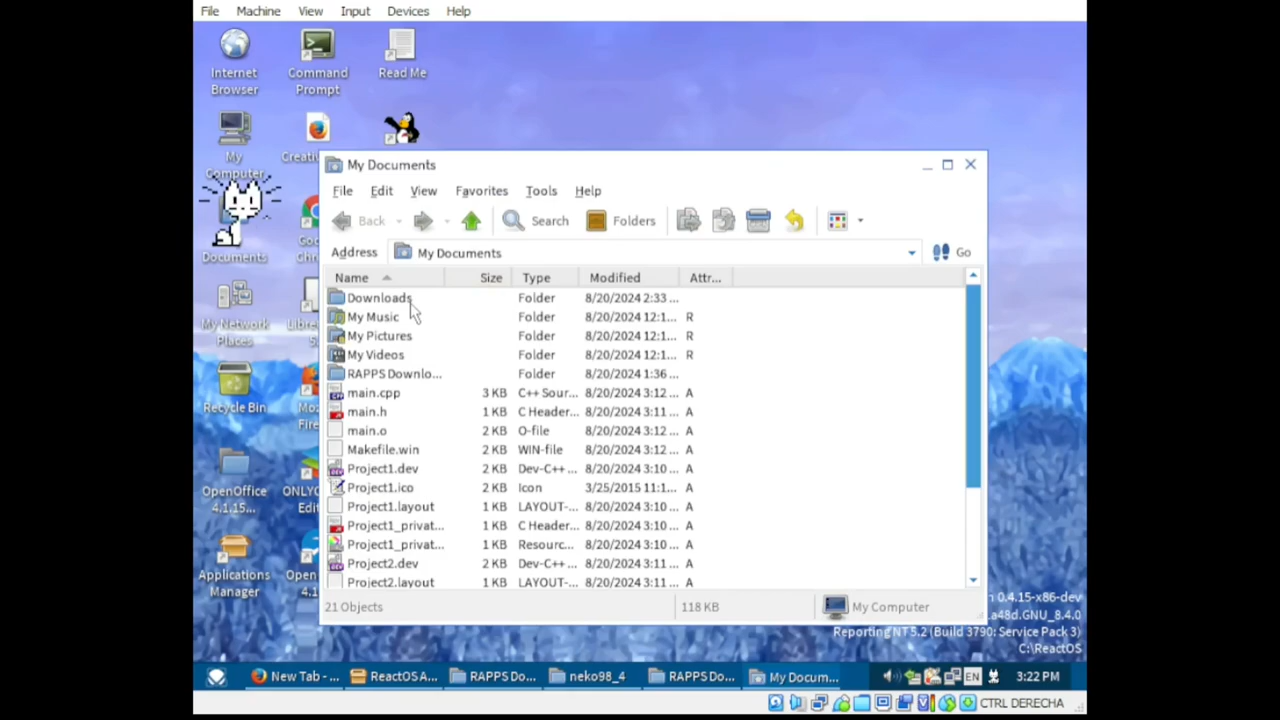 File Machine View Input Devices Help
Internet Browser
Command Prompt
Read Me
My Computer
Documents
My Network Places
Recycle Bin
OpenOffice 4.1.15...
Applications Manager
My Documents
File Edit View Favorites Tools Help
Back Search Folders
Address My Documents Go
Name Size Type Modified Attr...
Downloads Folder 8/20/2024 2:33 ...
My Music Folder 8/20/2024 12:1... R
My Pictures Folder 8/20/2024 12:1... R
My Videos Folder 8/20/2024 12:1... R
RAPPS Downlo... Folder 8/20/2024 1:36 ...
main.cpp 3 KB C++ Sour... 8/20/2024 3:12 ... A
main.h 1 KB C Header... 8/20/2024 3:11 ... A
main.o 2 KB O-file 8/20/2024 3:12 ... A
Makefile.win 2 KB WIN-file 8/20/2024 3:12 ... A
Project1.dev 2 KB Dev-C++ ... 8/20/2024 3:10 ... A
Project1.ico 2 KB Icon 3/25/2015 11:1... A
Project1.layout 1 KB LAYOUT-... 8/20/2024 3:10 ... A
Project1_privat... 1 KB C Header... 8/20/2024 3:10 ... A
Project1_privat... 1 KB Resourc... 8/20/2024 3:10 ... A
Project2.dev 2 KB Dev-C++ ... 8/20/2024 3:11 ... A
Project2.layout 1 KB LAYOUT-... 8/20/2024 3:11 ... A
21 Objects 118 KB My Computer
0.4.15-x86-dev
a48d.GNU_8.4.0
Reporting NT 5.2 (Build 3790: Service Pack 3)
C:\ReactOS
New Tab - ... ReactOS A... RAPPS Do... neko98_4 RAPPS Do... My Docum... EN 3:22 PM
CTRL DERECHA